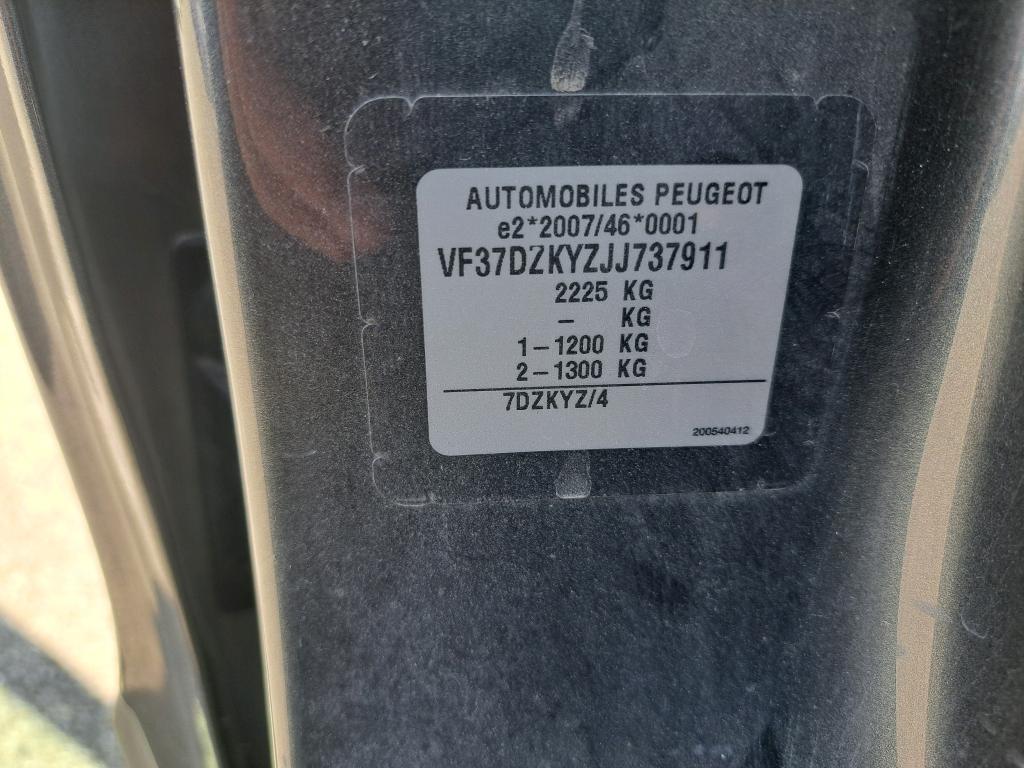 AUTOMOBILES PEUGEOT
e2*2007/46*0001
VF37DZKYZJJ737911
2225 KG
– KG
1–1200 KG
2–1300 KG
7DZKYZ/4
200540412